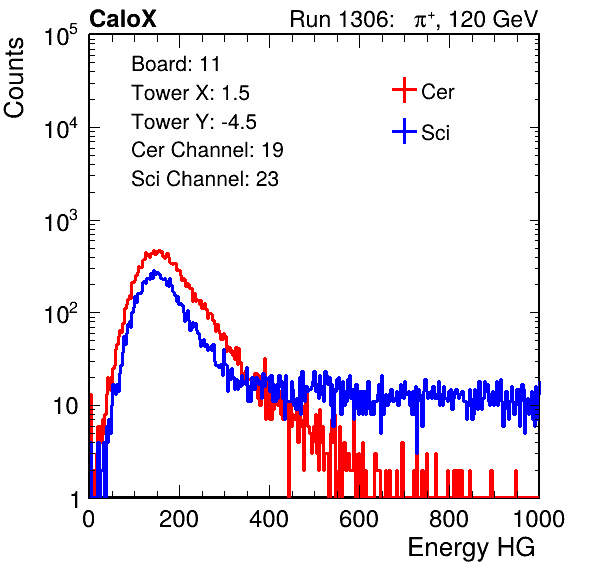 CaloX Run 1306: π⁺, 120 GeV
Counts
10⁵
10⁴
10³
10²
10
1
Board: 11
Tower X: 1.5
Tower Y: -4.5
Cer Channel: 19
Sci Channel: 23
Cer
Sci
0 200 400 600 800 1000
Energy HG